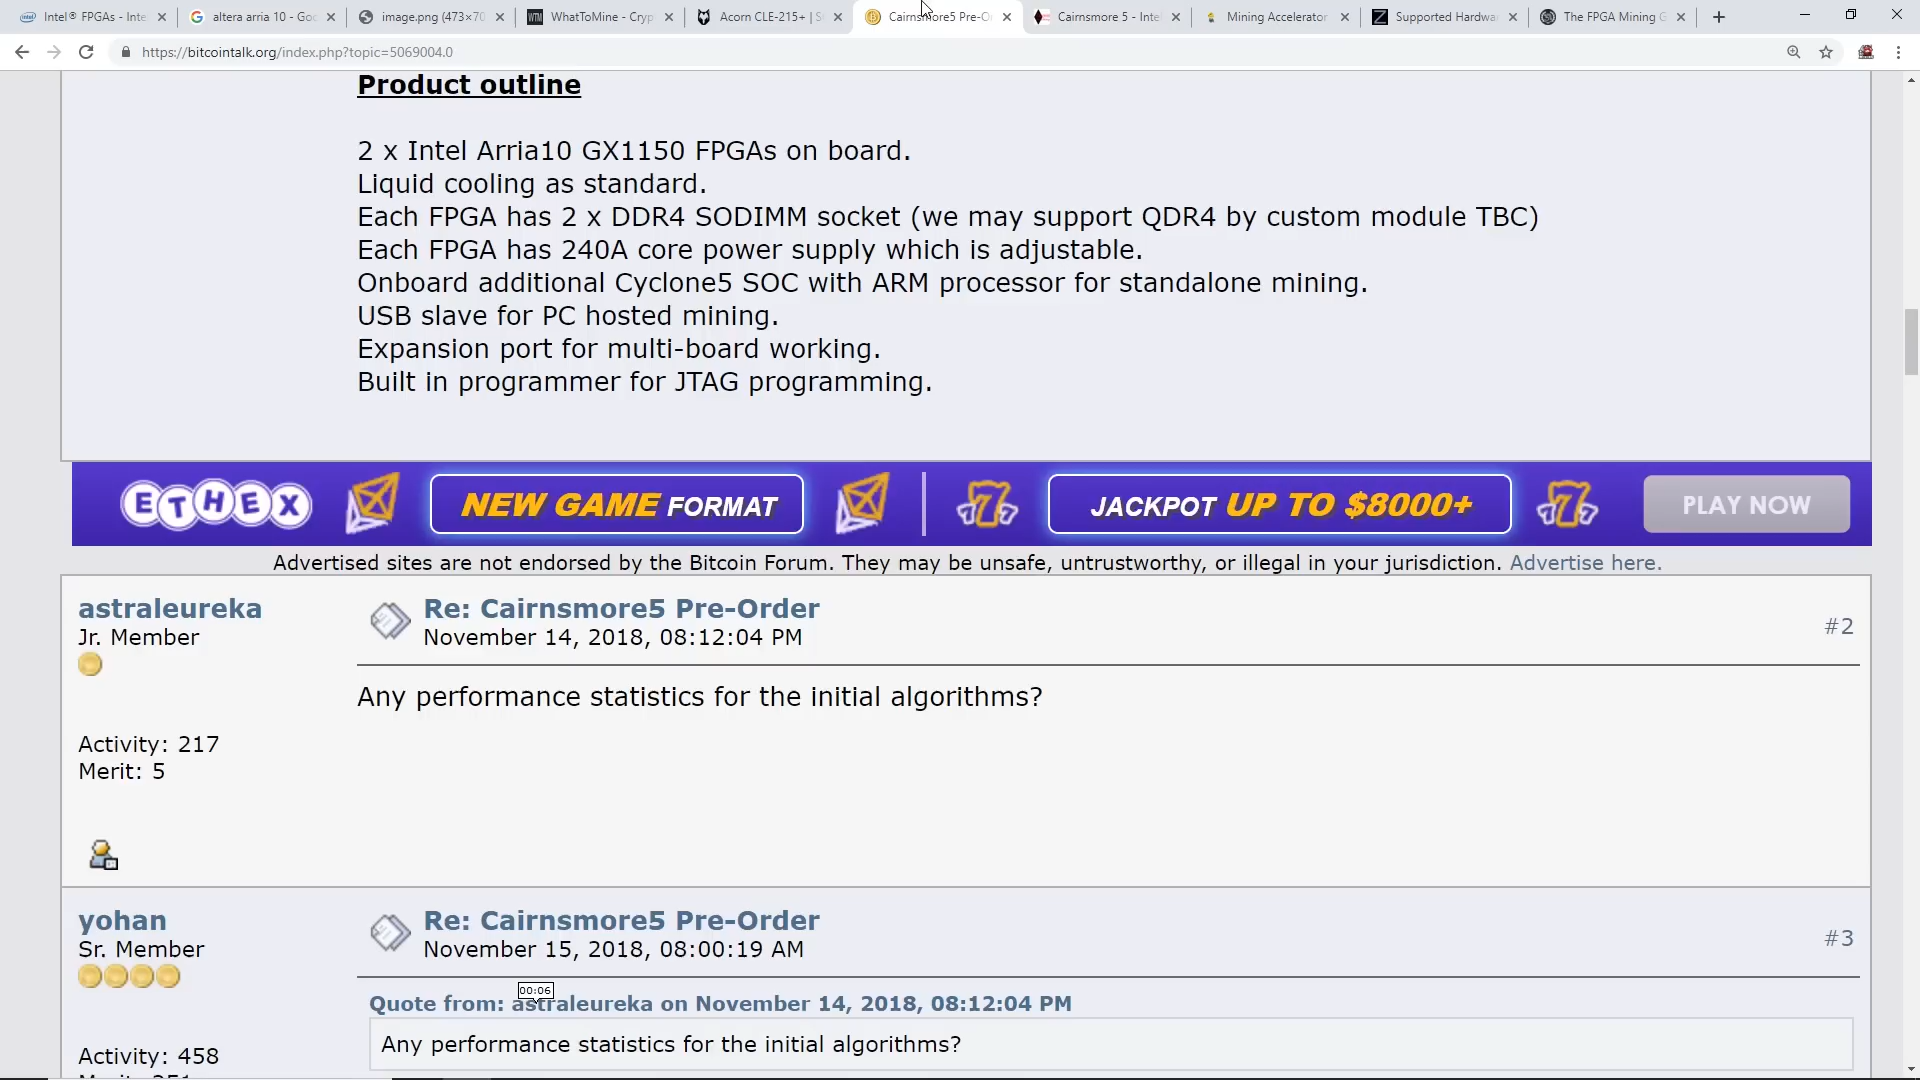 Intel® FPGAs - Inte
altera arria 10 - Goo
image.png (473×70
WhatToMine - Cryp
Acorn CLE-215+ | S
Cairnsmore5 Pre-O
Cairnsmore 5 - Inte
Mining Accelerator
Supported Hardwar
The FPGA Mining G
https://bitcointalk.org/index.php?topic=5069004.0
Product outline
2 x Intel Arria10 GX1150 FPGAs on board.
Liquid cooling as standard.
Each FPGA has 2 x DDR4 SODIMM socket (we may support QDR4 by custom module TBC)
Each FPGA has 240A core power supply which is adjustable.
Onboard additional Cyclone5 SOC with ARM processor for standalone mining.
USB slave for PC hosted mining.
Expansion port for multi-board working.
Built in programmer for JTAG programming.
ETHEX NEW GAME FORMAT JACKPOT UP TO $8000+ PLAY NOW
Advertised sites are not endorsed by the Bitcoin Forum. They may be unsafe, untrustworthy, or illegal in your jurisdiction. Advertise here.
astraleureka
Jr. Member
Activity: 217
Merit: 5
Re: Cairnsmore5 Pre-Order
November 14, 2018, 08:12:04 PM
#2
Any performance statistics for the initial algorithms?
yohan
Sr. Member
Activity: 458
Re: Cairnsmore5 Pre-Order
November 15, 2018, 08:00:19 AM
#3
00:06
Quote from: astraleureka on November 14, 2018, 08:12:04 PM
Any performance statistics for the initial algorithms?